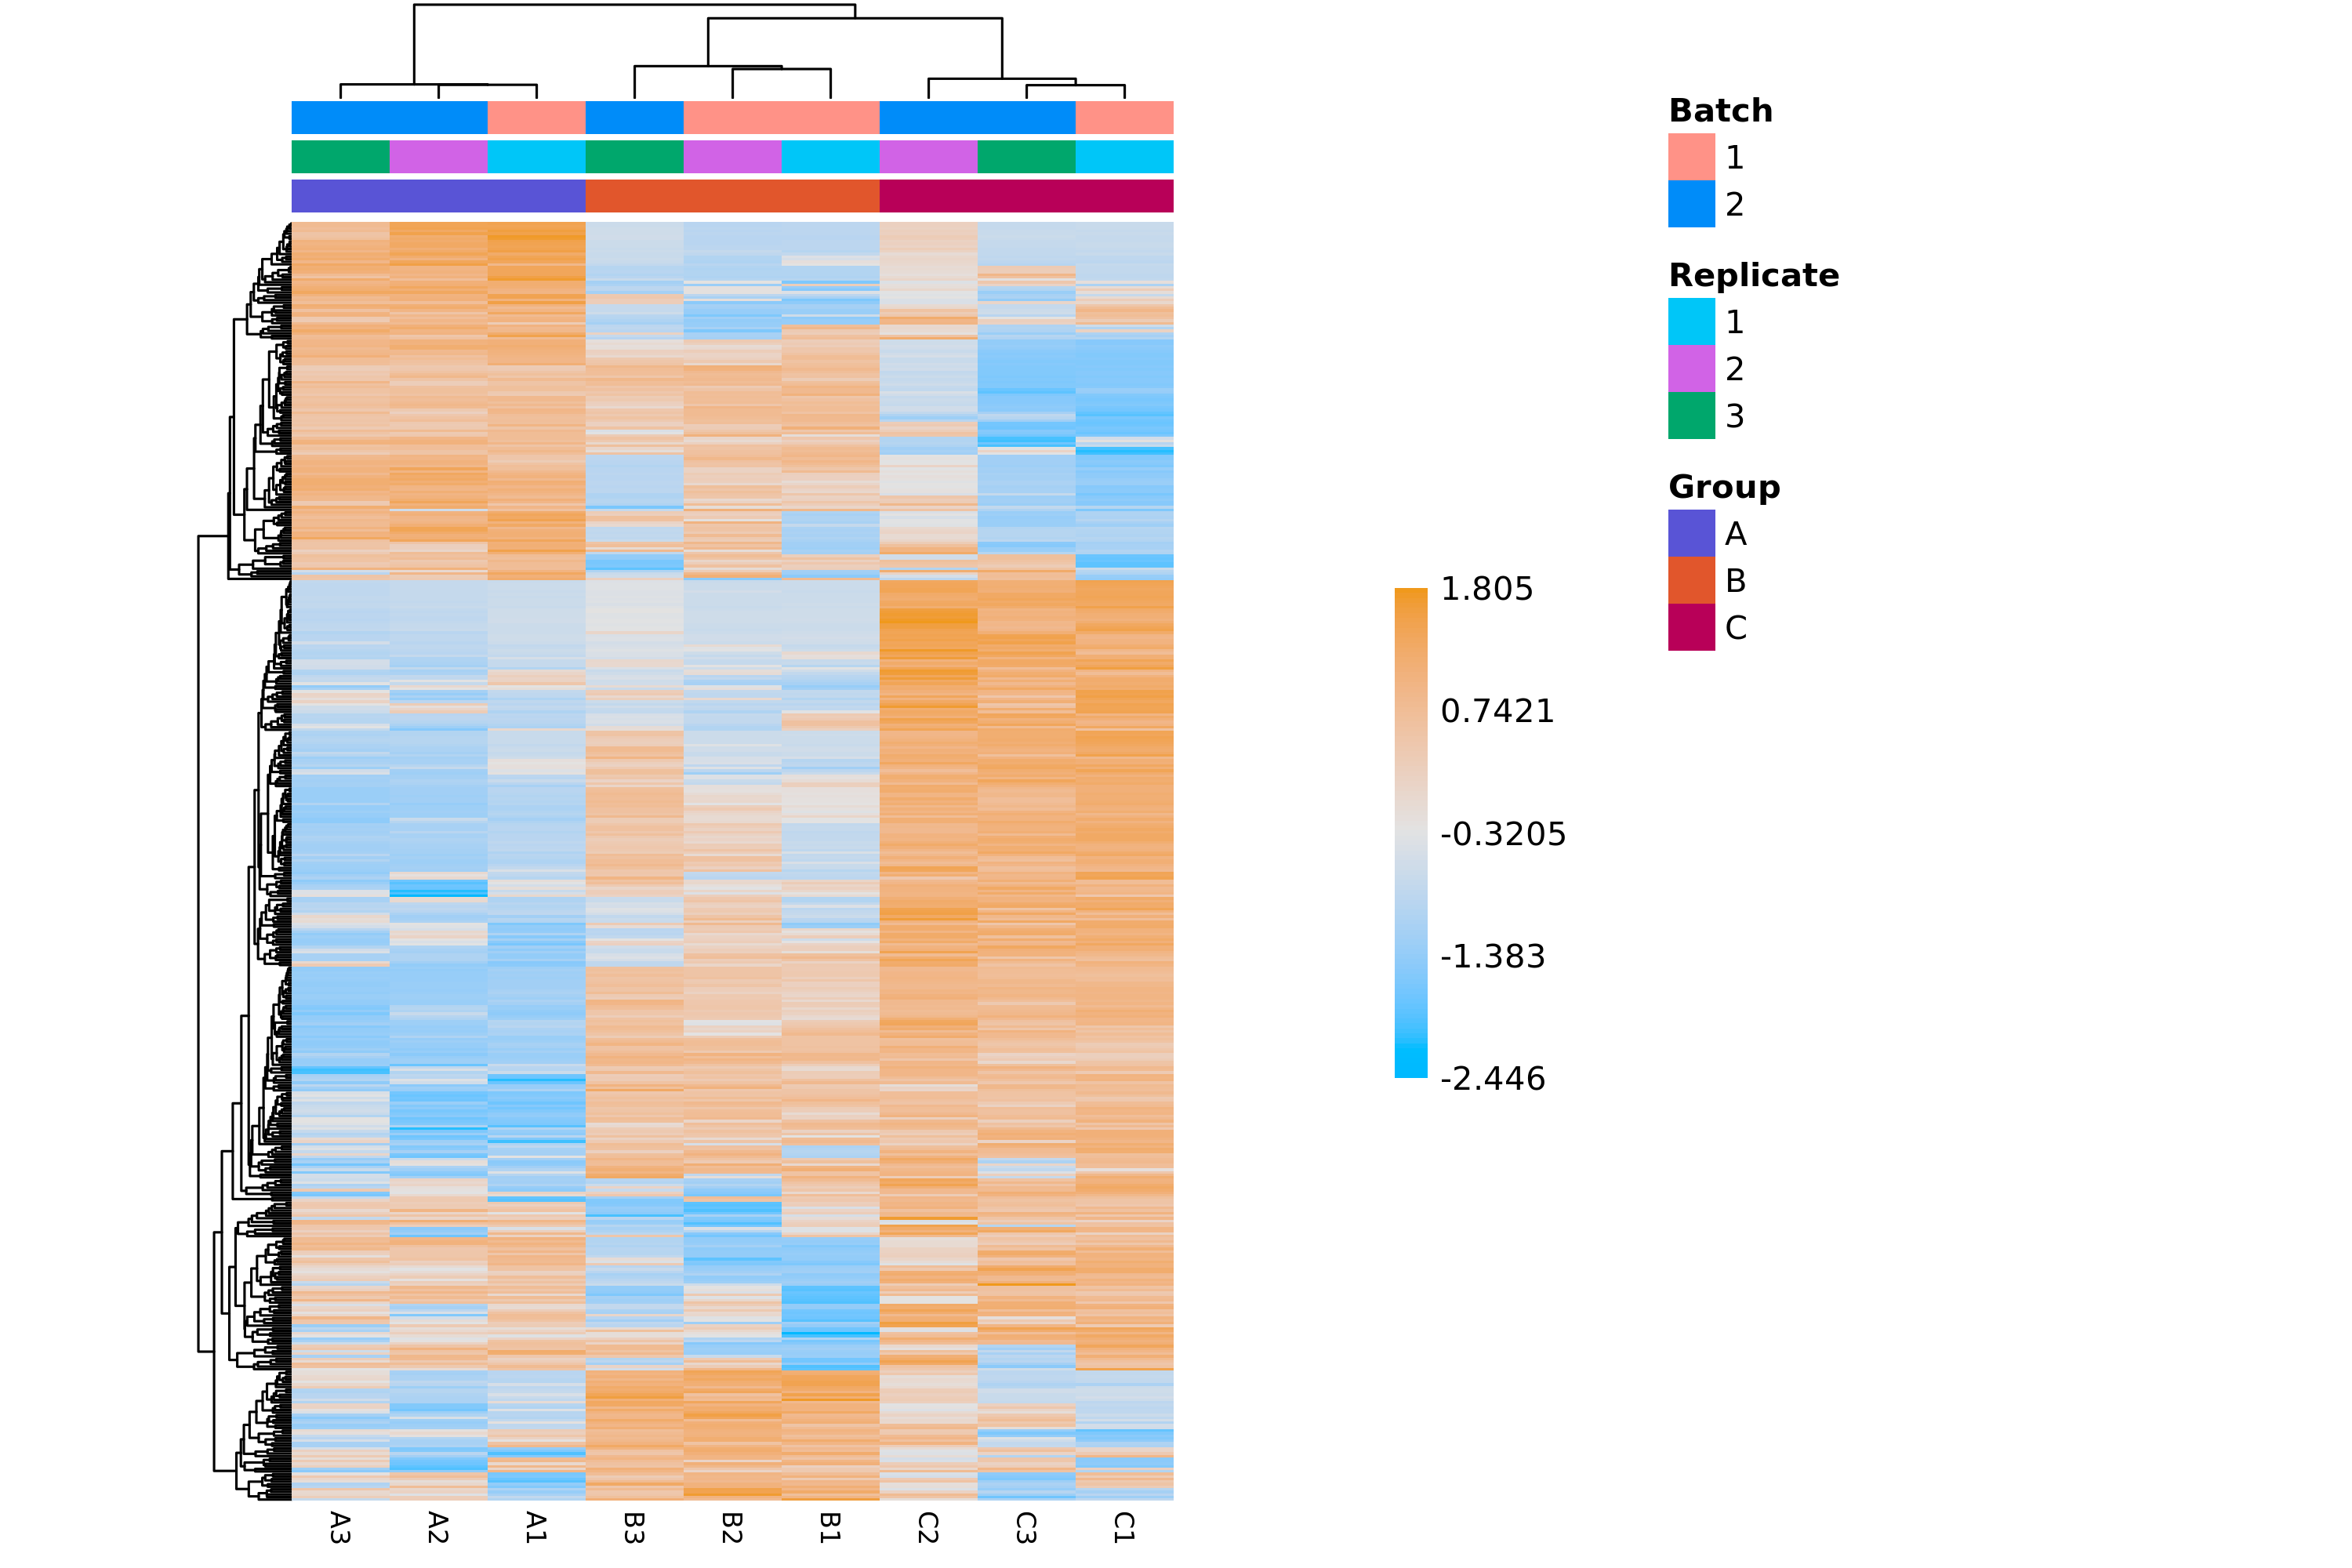 Batch
1
2
Replicate
1
2
3
Group
A
B
C
1.805
0.7421
-0.3205
-1.383
-2.446
A3
A2
A1
B3
B2
B1
C2
C3
C1